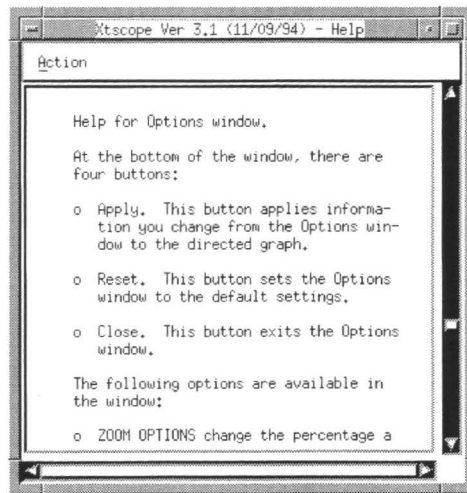 Xtscope Ver 3.1 (11/09/94) - Help
Action
Help for Options window.
At the bottom of the window, there are
four buttons:
o Apply. This button applies informa-
tion you change from the Options win-
dow to the directed graph.
o Reset. This button sets the Options
window to the default settings.
o Close. This button exits the Options
window.
The following options are available in
the window:
o ZOOM OPTIONS change the percentage a